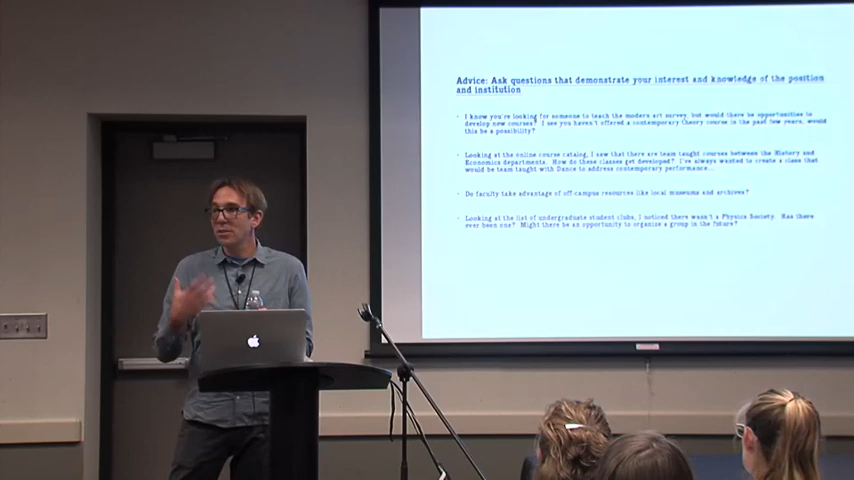 Advice: Ask questions that demonstrate your interest and knowledge of the position
and institution
• I know you're looking for someone to teach the modern art survey, but would there be opportunities to
develop new courses? I see you haven't offered a contemporary theory course in the past few years, would
this be a possibility?
• Looking at the online course catalog, I saw that there are team taught courses between the History and
Economics departments. How do these classes get developed? I've always wanted to create a class that
would be team taught with Dance to address contemporary performance...
• Do faculty take advantage of off campus resources like local museums and archives?
• Looking at the list of undergraduate student clubs, I noticed there wasn't a Physics Society. Has there
ever been one? Might there be an opportunity to organize a group in the future?